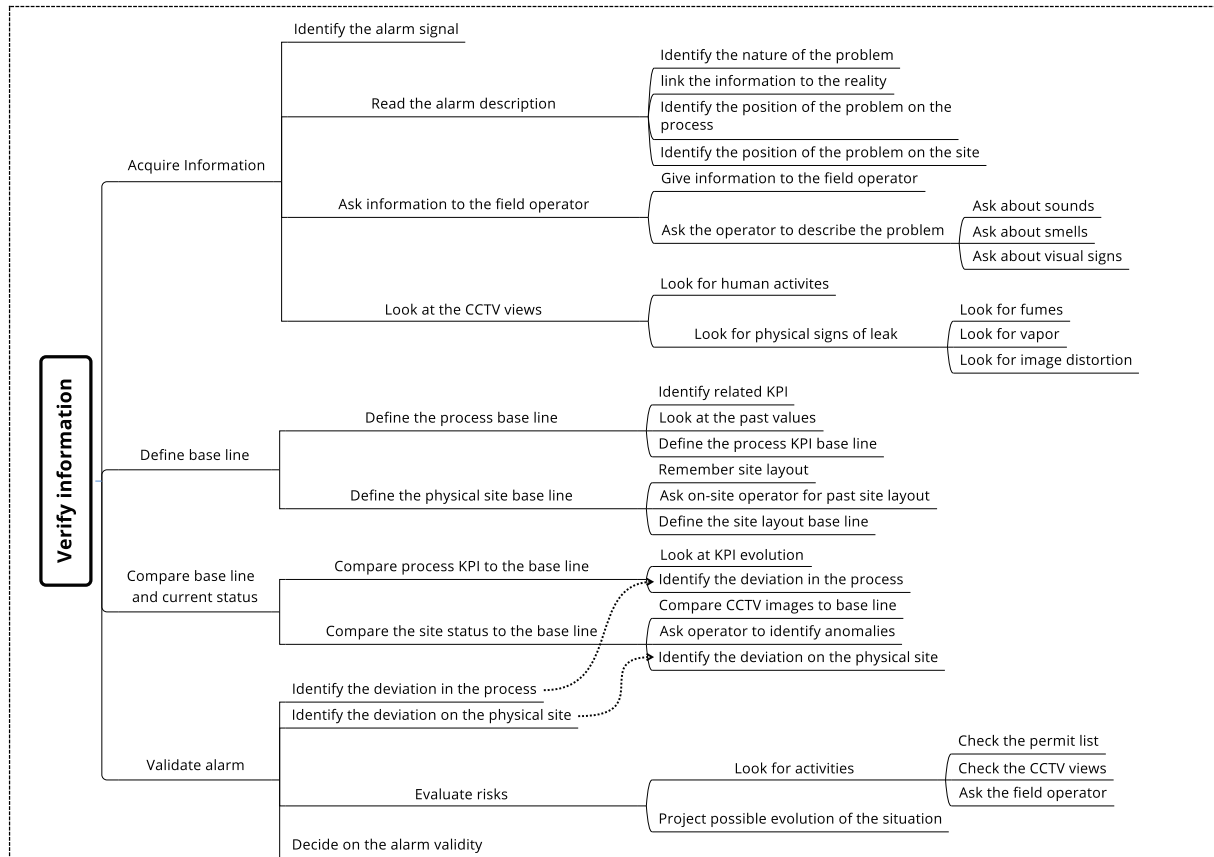 Verify information
Acquire Information
Identify the alarm signal
Read the alarm description
Identify the nature of the problem
link the information to the reality
Identify the position of the problem on the
process
Identify the position of the problem on the site
Ask information to the field operator
Give information to the field operator
Ask the operator to describe the problem
Ask about sounds
Ask about smells
Ask about visual signs
Look at the CCTV views
Look for human activites
Look for physical signs of leak
Look for fumes
Look for vapor
Look for image distortion
Define base line
Define the process base line
Identify related KPI
Look at the past values
Define the process KPI base line
Define the physical site base line
Remember site layout
Ask on-site operator for past site layout
Define the site layout base line
Compare base line
and current status
Compare process KPI to the base line
Look at KPI evolution
Identify the deviation in the process
Compare the site status to the base line
Compare CCTV images to base line
Ask operator to identify anomalies
Identify the deviation on the physical site
Validate alarm
Identify the deviation in the process
Identify the deviation on the physical site
Evaluate risks
Look for activities
Check the permit list
Check the CCTV views
Ask the field operator
Project possible evolution of the situation
Decide on the alarm validity